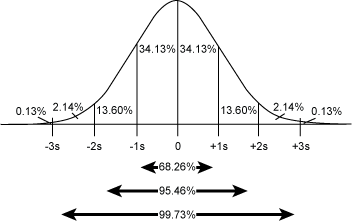 34.13% 34.13%
0.13% 2.14% 13.60% 13.60% 2.14% 0.13%
-3s -2s -1s 0 +1s +2s +3s
68.26%
95.46%
99.73%